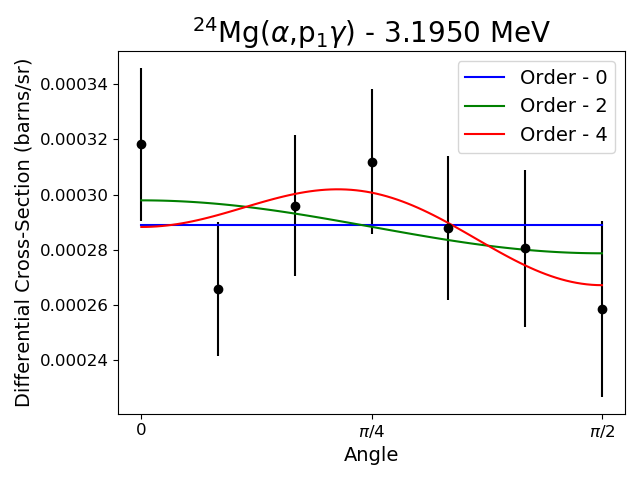 ²⁴Mg(α,p₁γ) - 3.1950 MeV
Differential Cross-Section (barns/sr)
0.00034
0.00032
0.00030
0.00028
0.00026
0.00024
Order - 0
Order - 2
Order - 4
0
π/4
π/2
Angle